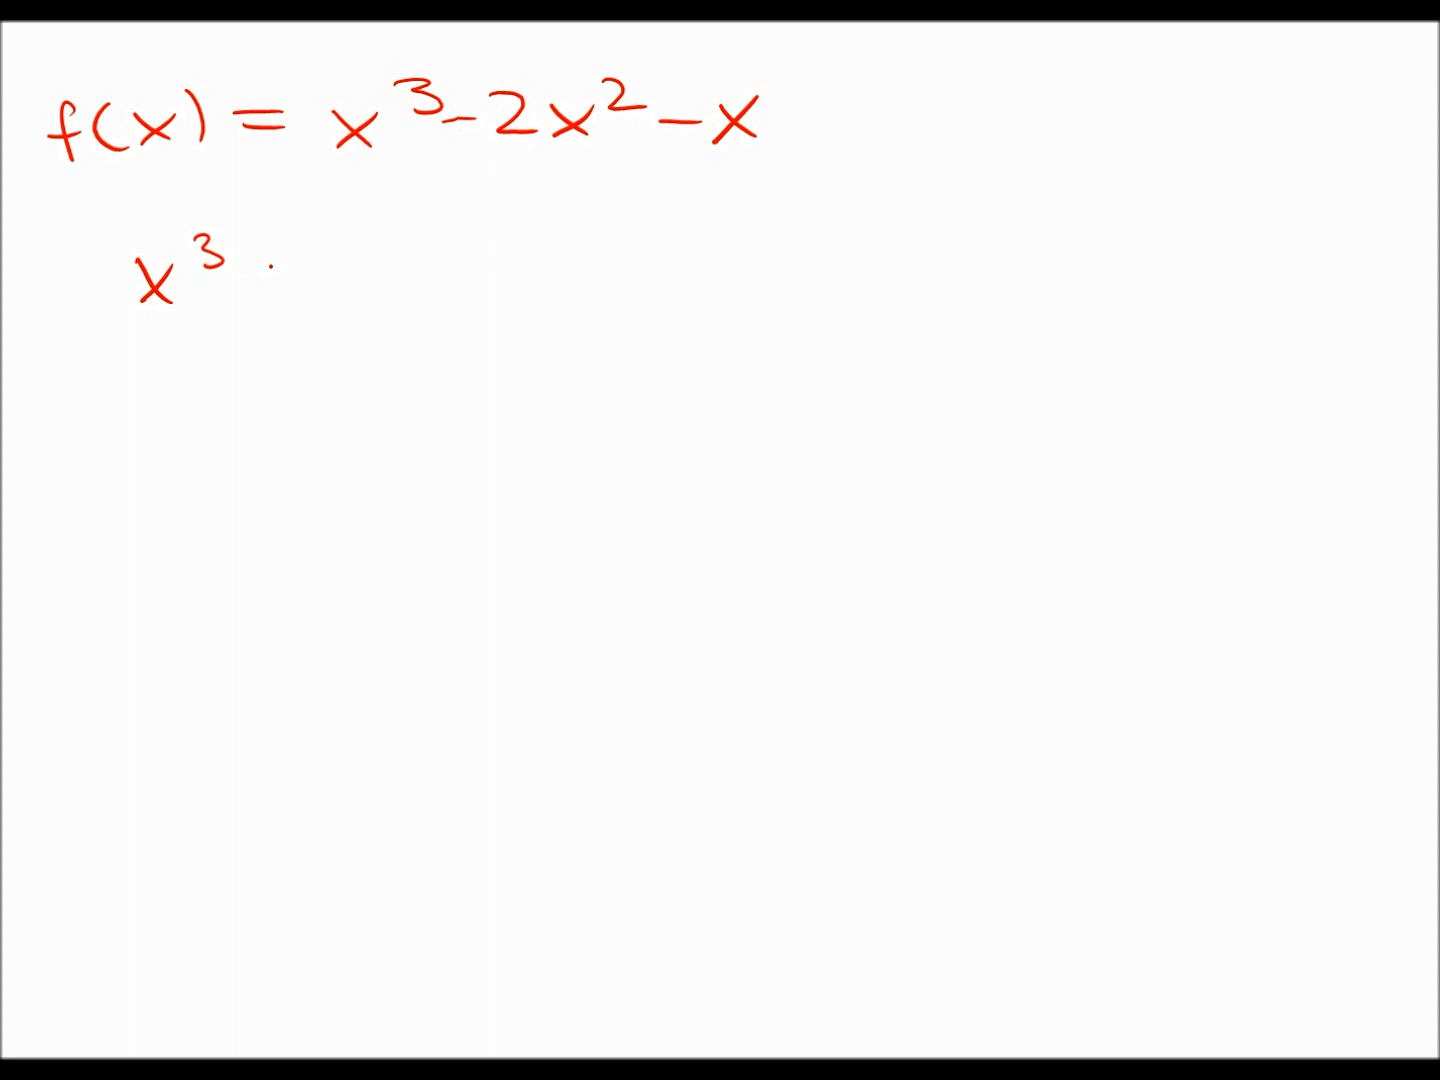 f(x) = x³ - 2x² - x
x³